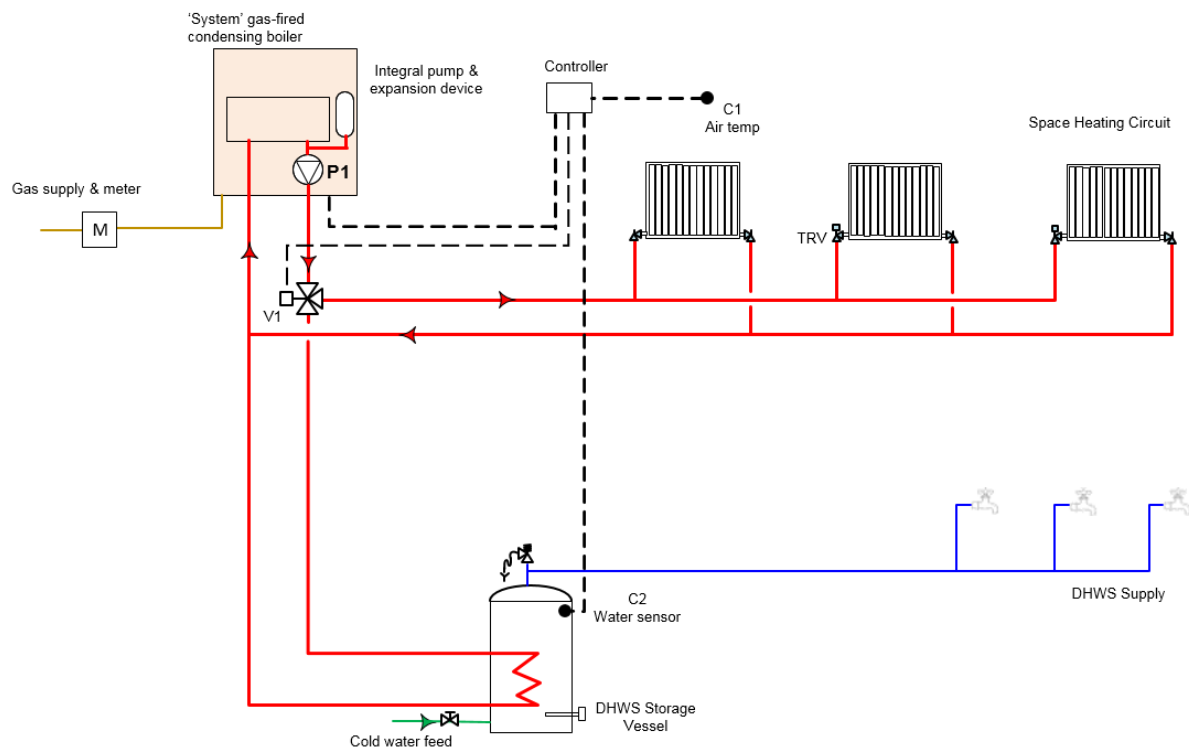 ‘System’ gas-fired
condensing boiler
Integral pump &
expansion device
Controller
C1
Air temp
Space Heating Circuit
P1
Gas supply & meter
M
TRV
V1
C2
Water sensor
DHWS Supply
DHWS Storage
Vessel
Cold water feed